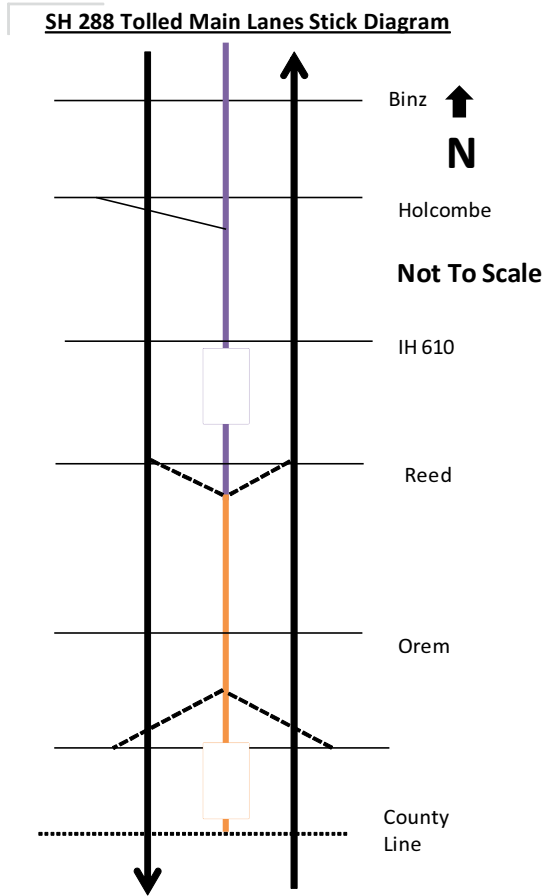 SH 288 Tolled Main Lanes Stick Diagram
Binz
N
Holcombe
Not To Scale
IH 610
Reed
Orem
County
Line